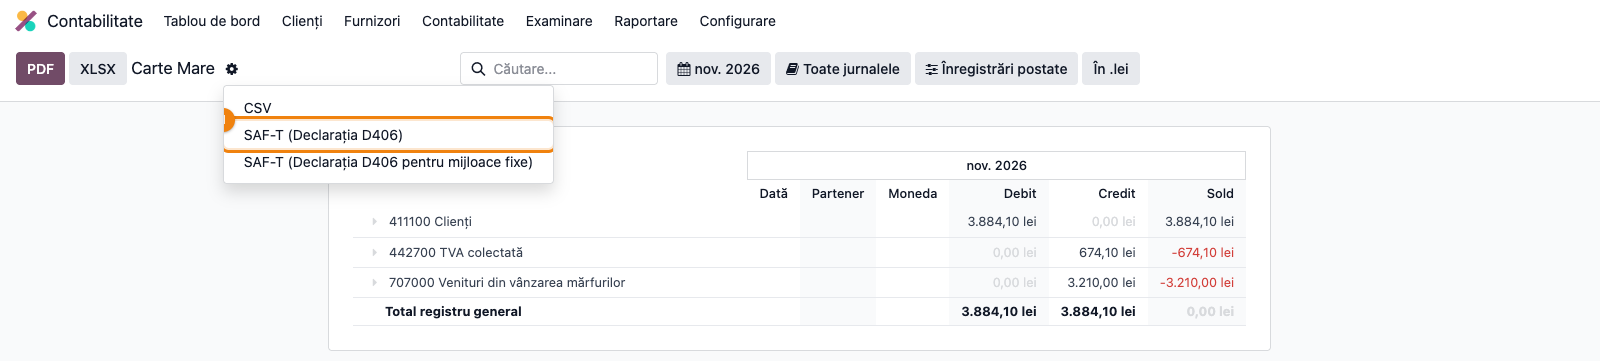 Contabilitate Tablou de bord Clienți Furnizori Contabilitate Examinare Raportare Configurare
PDF XLSX Carte Mare Căutare... nov. 2026 Toate jurnalele Înregistrări postate În .lei
CSV
SAF-T (Declarația D406)
SAF-T (Declarația D406 pentru mijloace fixe)
nov. 2026
Dată Partener Moneda Debit Credit Sold
411100 Clienți 3.884,10 lei 0,00 lei 3.884,10 lei
442700 TVA colectată 0,00 lei 674,10 lei -674,10 lei
707000 Venituri din vânzarea mărfurilor 0,00 lei 3.210,00 lei -3.210,00 lei
Total registru general 3.884,10 lei 3.884,10 lei 0,00 lei